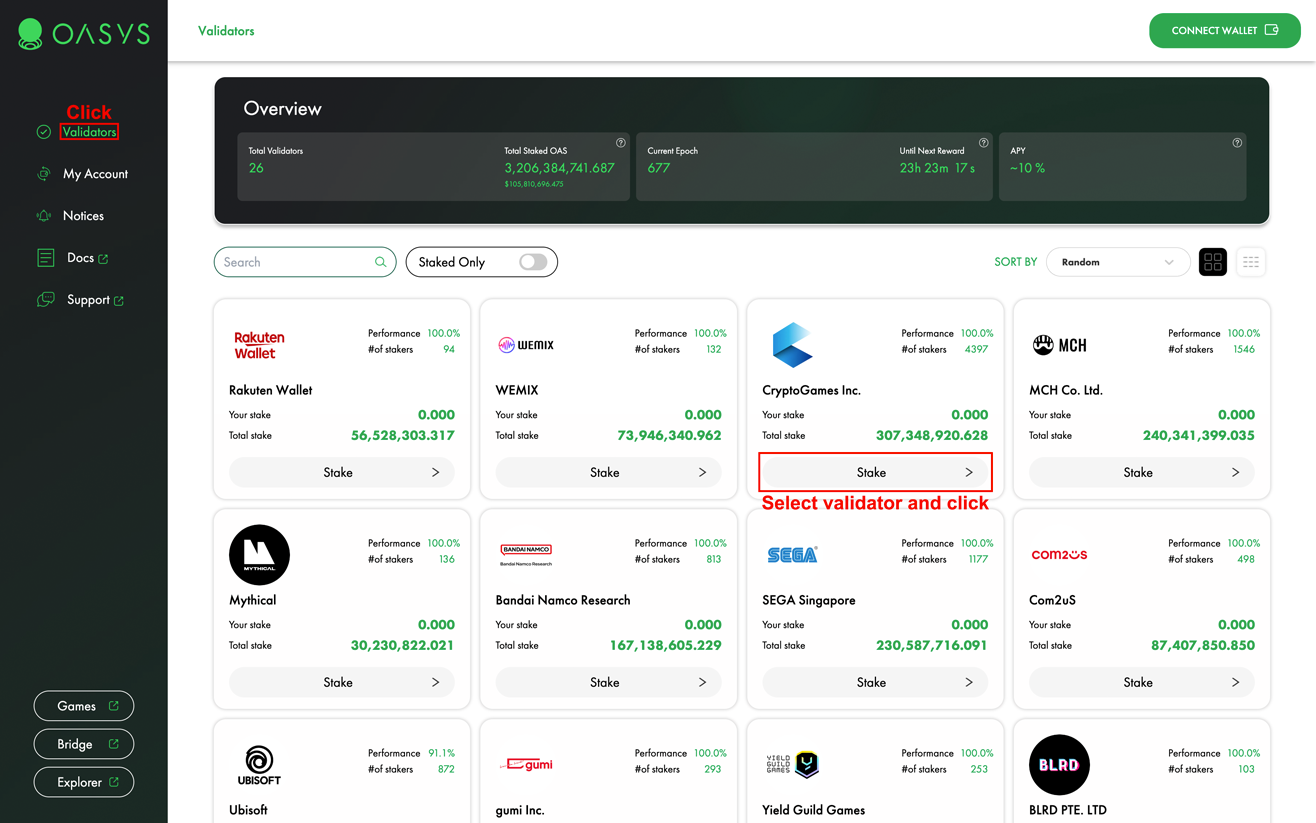 OASYS
Validators
CONNECT WALLET
Click
Validators
My Account
Notices
Docs
Support
Games
Bridge
Explorer
Overview
Total Validators
26
Total Staked OAS
3,206,384,741.687
$105,810,696.475
Current Epoch
677
Until Next Reward
23h 23m 17 s
APY
~10 %
Search
Staked Only
SORT BY
Random
Rakuten
Wallet
Performance 100.0%
#of stakers 94
Rakuten Wallet
Your stake 0.000
Total stake 56,528,303.317
Stake >
WEMIX
Performance 100.0%
#of stakers 132
WEMIX
Your stake 0.000
Total stake 73,946,340.962
Stake >
Performance 100.0%
#of stakers 4397
CryptoGames Inc.
Your stake 0.000
Total stake 307,348,920.628
Stake >
Select validator and click
MCH
Performance 100.0%
#of stakers 1546
MCH Co. Ltd.
Your stake 0.000
Total stake 240,341,399.035
Stake >
MYTHICAL
Performance 100.0%
#of stakers 136
Mythical
Your stake 0.000
Total stake 30,230,822.021
Stake >
BANDAI NAMCO
Bandai Namco Research
Performance 100.0%
#of stakers 813
Bandai Namco Research
Your stake 0.000
Total stake 167,138,605.229
Stake >
SEGA
Performance 100.0%
#of stakers 1177
SEGA Singapore
Your stake 0.000
Total stake 230,587,716.091
Stake >
com2us
Performance 100.0%
#of stakers 498
Com2uS
Your stake 0.000
Total stake 87,407,850.850
Stake >
UBISOFT
Performance 91.1%
#of stakers 872
Ubisoft
gumi
Performance 100.0%
#of stakers 293
gumi Inc.
YIELD
GUILD
GAMES
Performance 100.0%
#of stakers 253
Yield Guild Games
BLRD
Performance 100.0%
#of stakers 103
BLRD PTE. LTD